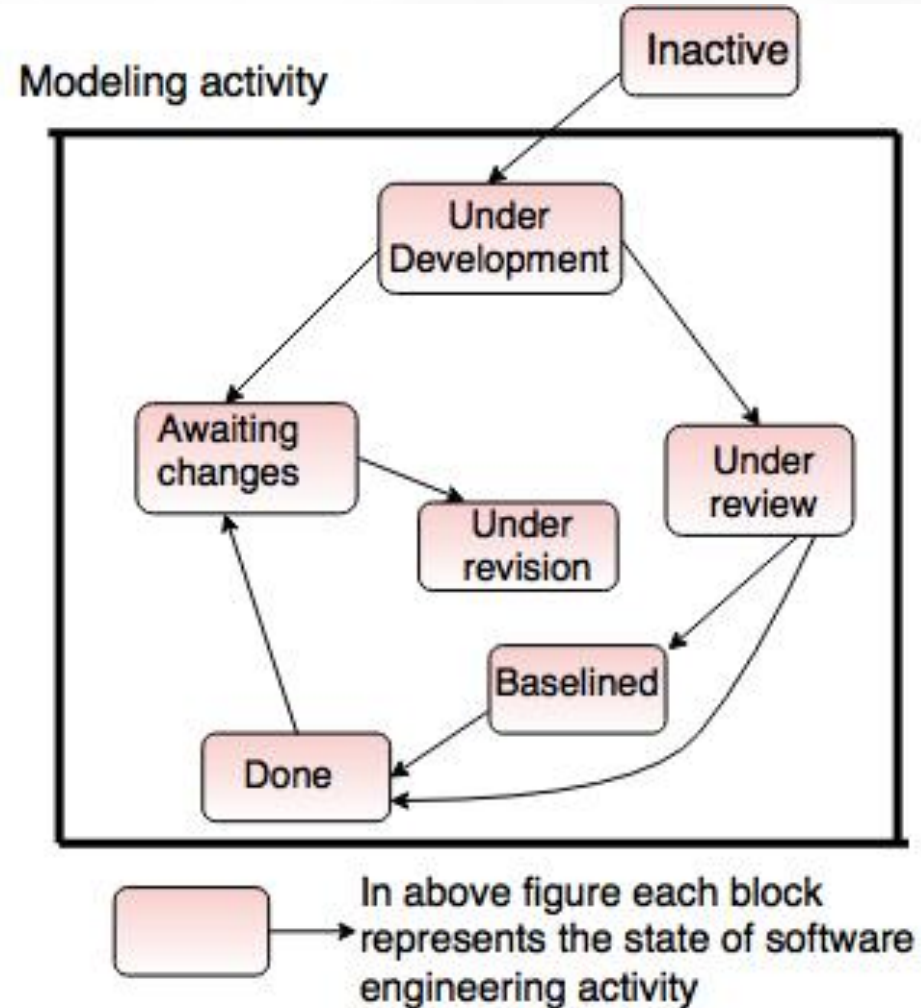 Inactive
Modeling activity
Under
Development
Awaiting
changes
Under
review
Under
revision
Baselined
Done
In above figure each block
represents the state of software
engineering activity